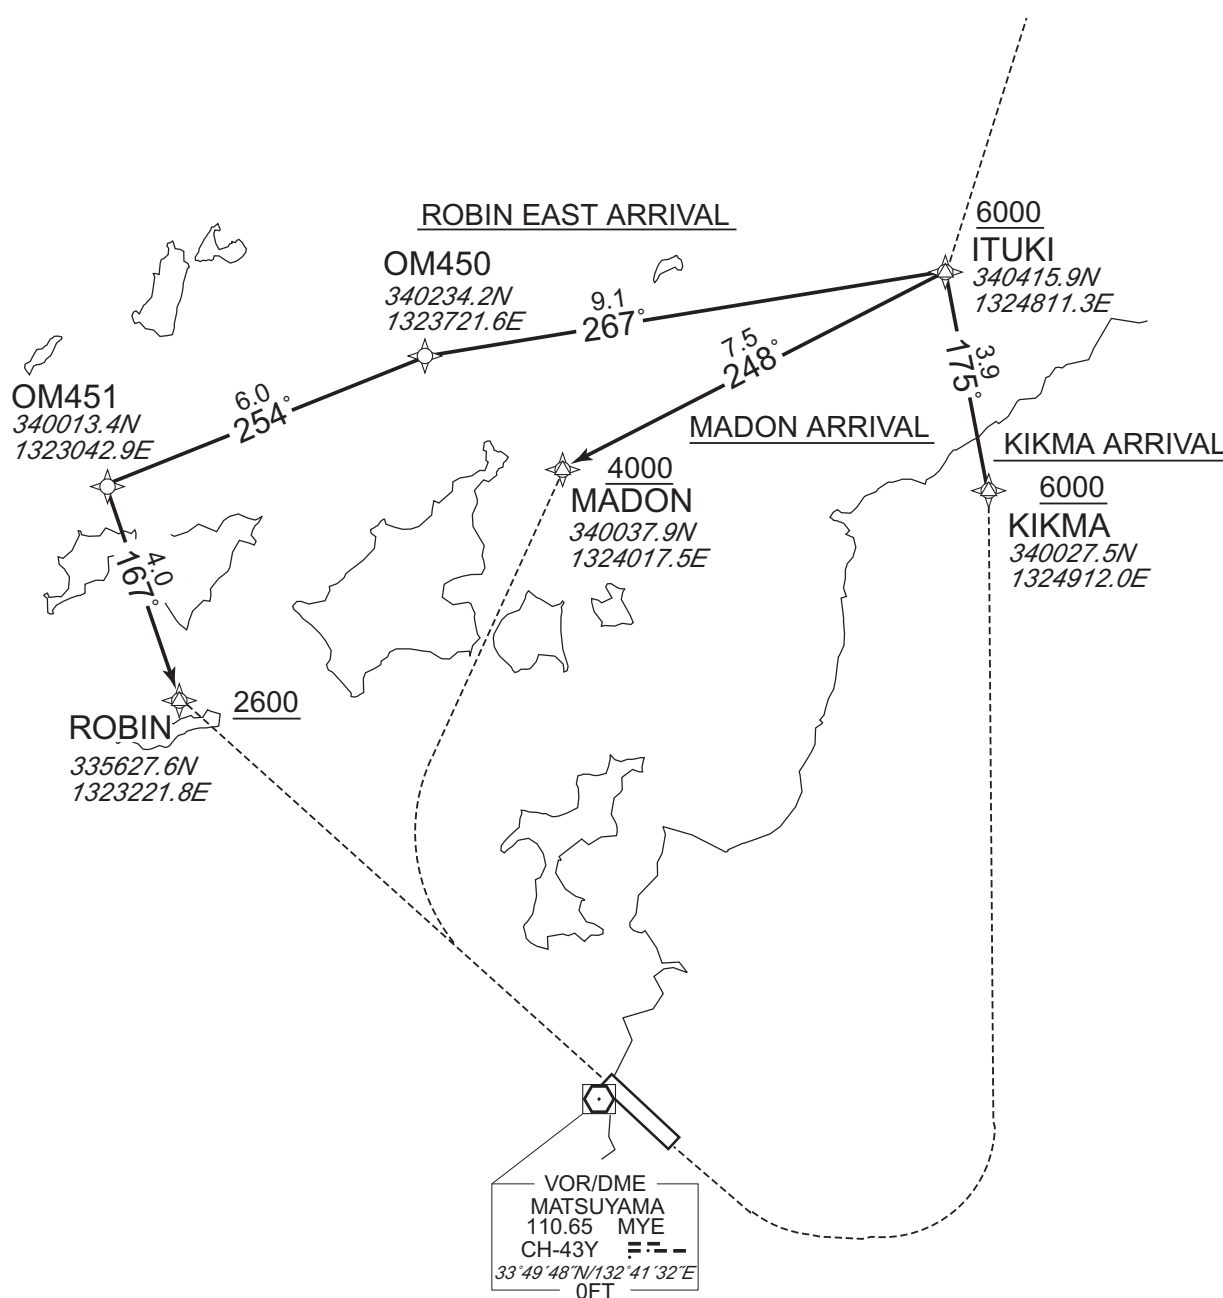 ROBIN EAST ARRIVAL
6000
ITUKI
340415.9N
1324811.3E
OM450
340234.2N
1323721.6E
9.1
267°
7.5
248°
3.9
175°
6.0
254°
OM451
340013.4N
1323042.9E
MADON ARRIVAL
KIKMA ARRIVAL
4000
MADON
340037.9N
1324017.5E
6000
KIKMA
340027.5N
1324912.0E
4.0
167°
2600
ROBIN
335627.6N
1323221.8E
VOR/DME
MATSUYAMA
110.65 MYE
CH-43Y
33°49´48˝N/132°41´32˝E
0FT